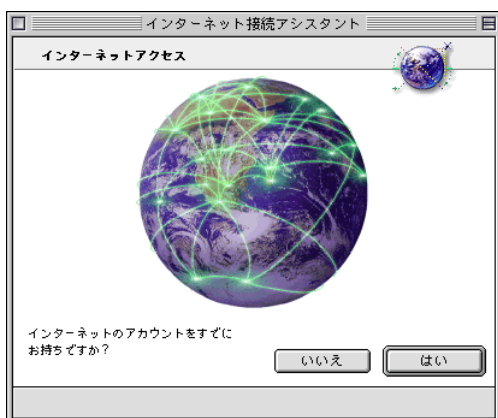 インターネット接続アシスタント
インターネットアクセス
インターネットのアカウントをすでに
お持ちですか？
いいえ
はい